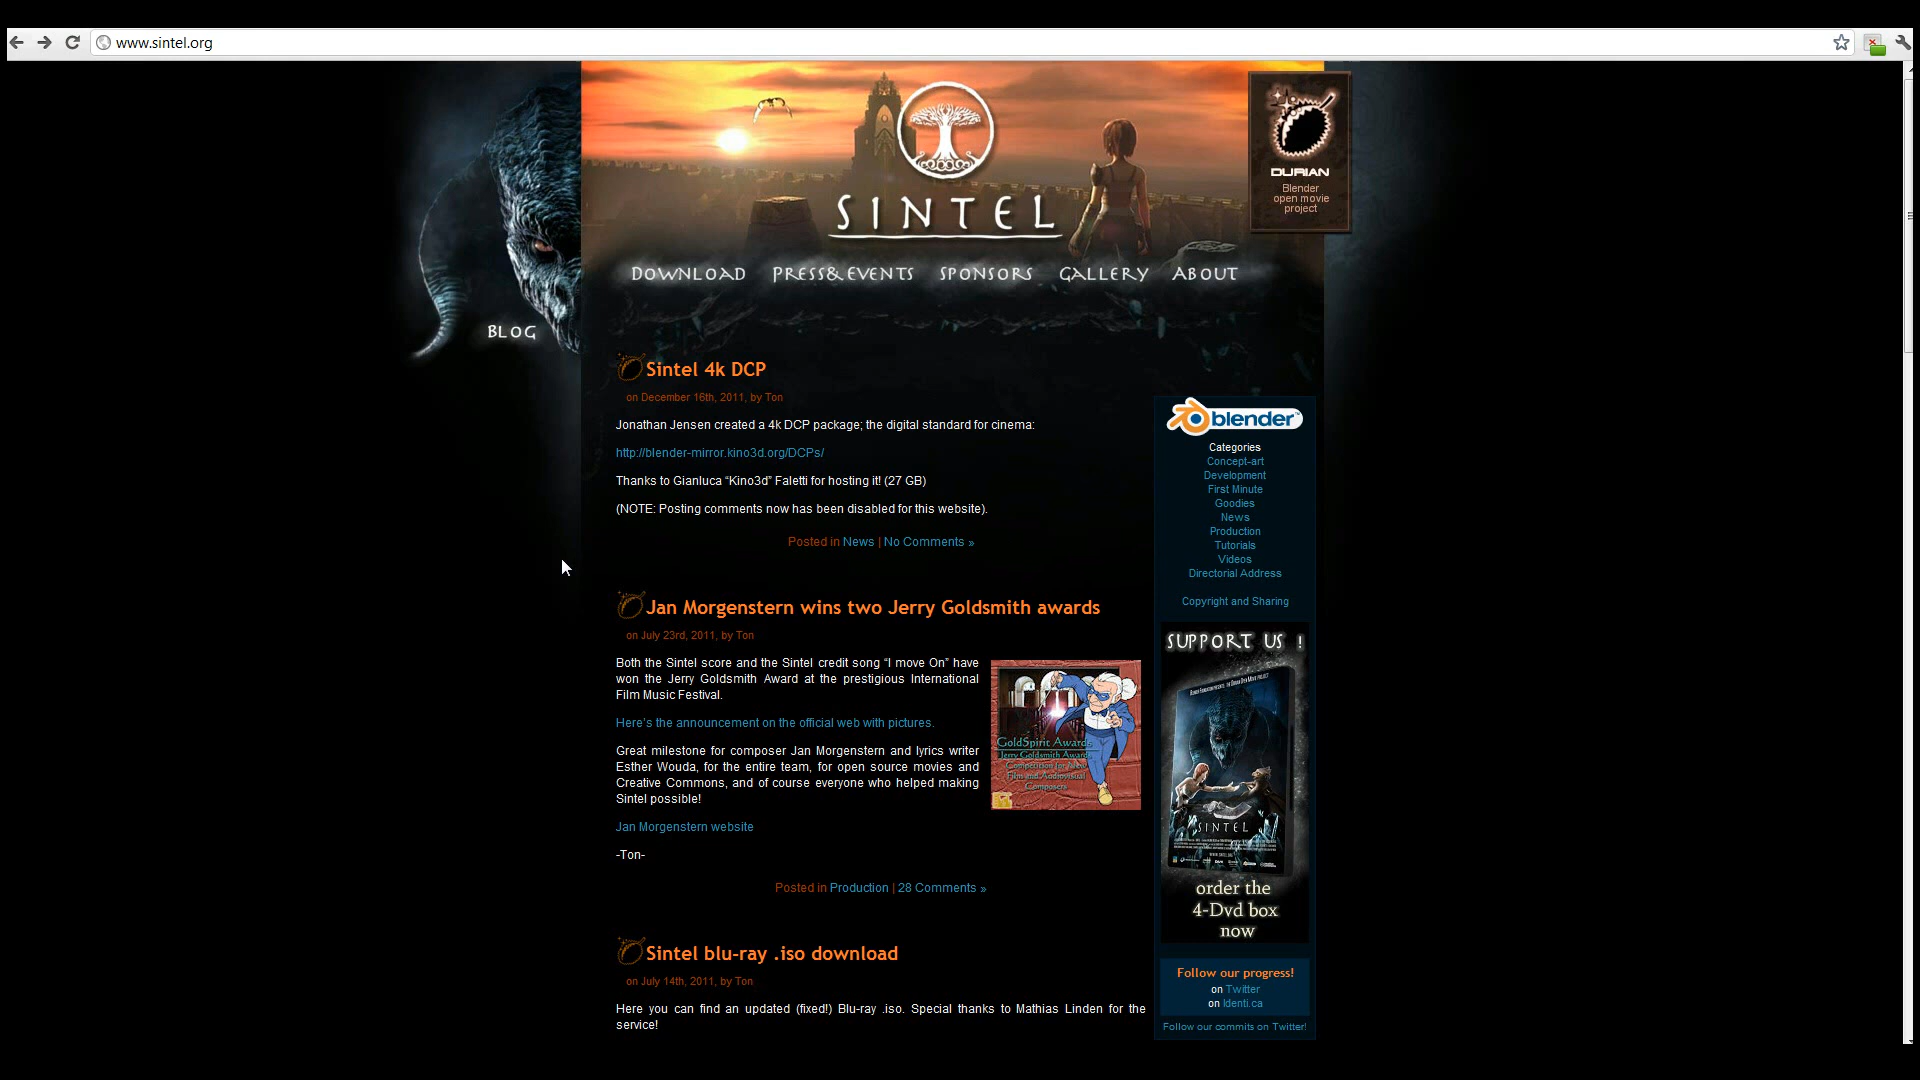 www.sintel.org
SINTEL
DURIAN
Blender
open movie
project
DOWNLOAD PRESS&EVENTS SPONSORS GALLERY ABOUT
BLOG
Sintel 4k DCP
on December 16th, 2011, by Ton
Jonathan Jensen created a 4k DCP package; the digital standard for cinema:
http://blender-mirror.kino3d.org/DCPs/
Thanks to Gianluca “Kino3d” Faletti for hosting it! (27 GB)
(NOTE: Posting comments now has been disabled for this website).
Posted in News | No Comments »
Jan Morgenstern wins two Jerry Goldsmith awards
on July 23rd, 2011, by Ton
Both the Sintel score and the Sintel credit song “I move On” have
won the Jerry Goldsmith Award at the prestigious International
Film Music Festival.
Here’s the announcement on the official web with pictures.
Great milestone for composer Jan Morgenstern and lyrics writer
Esther Wouda, for the entire team, for open source movies and
Creative Commons, and of course everyone who helped making
Sintel possible!
Jan Morgenstern website
-Ton-
GoldSpirit Awards
Jerry Goldsmith Awards
Competition for New
Film and Audiovisual
Composers
Posted in Production | 28 Comments »
Sintel blu-ray .iso download
on July 14th, 2011, by Ton
Here you can find an updated (fixed!) Blu-ray .iso. Special thanks to Mathias Linden for the
service!
blender
Categories
Concept-art
Development
First Minute
Goodies
News
Production
Tutorials
Videos
Directorial Address
Copyright and Sharing
SUPPORT US !
SINTEL
order the
4-Dvd box
now
Follow our progress!
on Twitter
on Identi.ca
Follow our commits on Twitter!